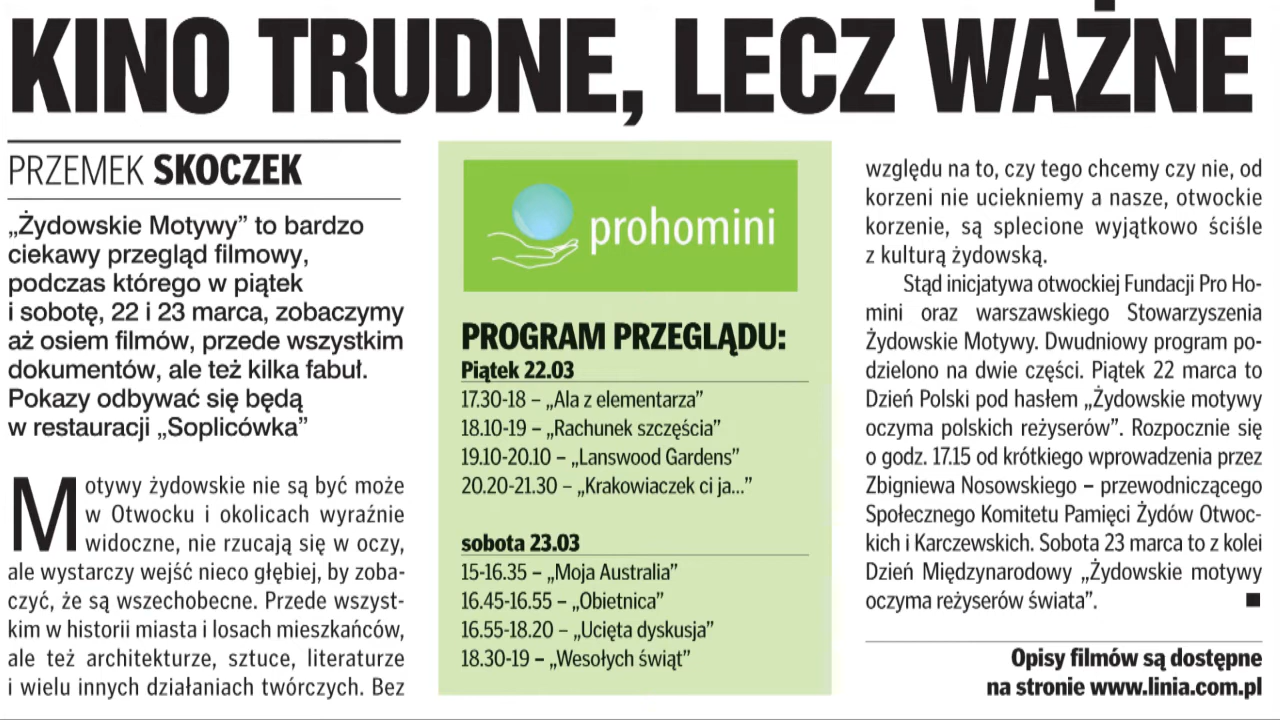 KINO TRUDNE, LECZ WAŻNE
PRZEMEK SKOCZEK
„Żydowskie Motywy” to bardzo
ciekawy przegląd filmowy,
podczas którego w piątek
i sobotę, 22 i 23 marca, zobaczymy
aż osiem filmów, przede wszystkim
dokumentów, ale też kilka fabuł.
Pokazy odbywać się będą
w restauracji „Soplicówka”
Motywy żydowskie nie są być może
w Otwocku i okolicach wyraźnie
widoczne, nie rzucają się w oczy,
ale wystarczy wejść nieco głębiej, by zoba-
czyć, że są wszechobecne. Przede wszyst-
kim w historii miasta i losach mieszkańców,
ale też architekturze, sztuce, literaturze
i wielu innych działaniach twórczych. Bez
prohomini
PROGRAM PRZEGLĄDU:
Piątek 22.03
17.30-18 – „Ala z elementarza”
18.10-19 – „Rachunek szczęścia”
19.10-20.10 – „Lanswood Gardens”
20.20-21.30 – „Krakowiaczek ci ja...”
sobota 23.03
15-16.35 – „Moja Australia”
16.45-16.55 – „Obietnica”
16.55-18.20 – „Ucięta dyskusja”
18.30-19 – „Wesołych świąt”
względu na to, czy tego chcemy czy nie, od
korzeni nie uciekniemy a nasze, otwockie
korzenie, są splecione wyjątkowo ściśle
z kulturą żydowską.
Stąd inicjatywa otwockiej Fundacji Pro Ho-
mini oraz warszawskiego Stowarzyszenia
Żydowskie Motywy. Dwudniowy program po-
dzielono na dwie części. Piątek 22 marca to
Dzień Polski pod hasłem „Żydowskie motywy
oczyma polskich reżyserów”. Rozpocznie się
o godz. 17.15 od krótkiego wprowadzenia przez
Zbigniewa Nosowskiego – przewodniczącego
Społecznego Komitetu Pamięci Żydów Otwoc-
kich i Karczewskich. Sobota 23 marca to z kolei
Dzień Międzynarodowy „Żydowskie motywy
oczyma reżyserów świata”.
Opisy filmów są dostępne
na stronie www.linia.com.pl